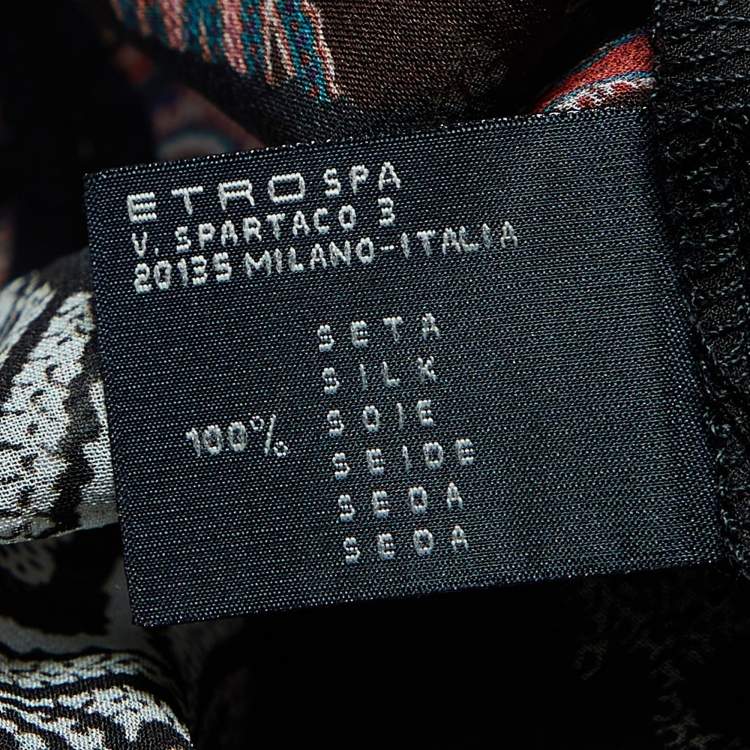 ETRO SPA
V. SPARTACO 3
20135 MILANO-ITALIA
SETA
SILK
100% SOIE
SEIDE
SEDA
SEDA